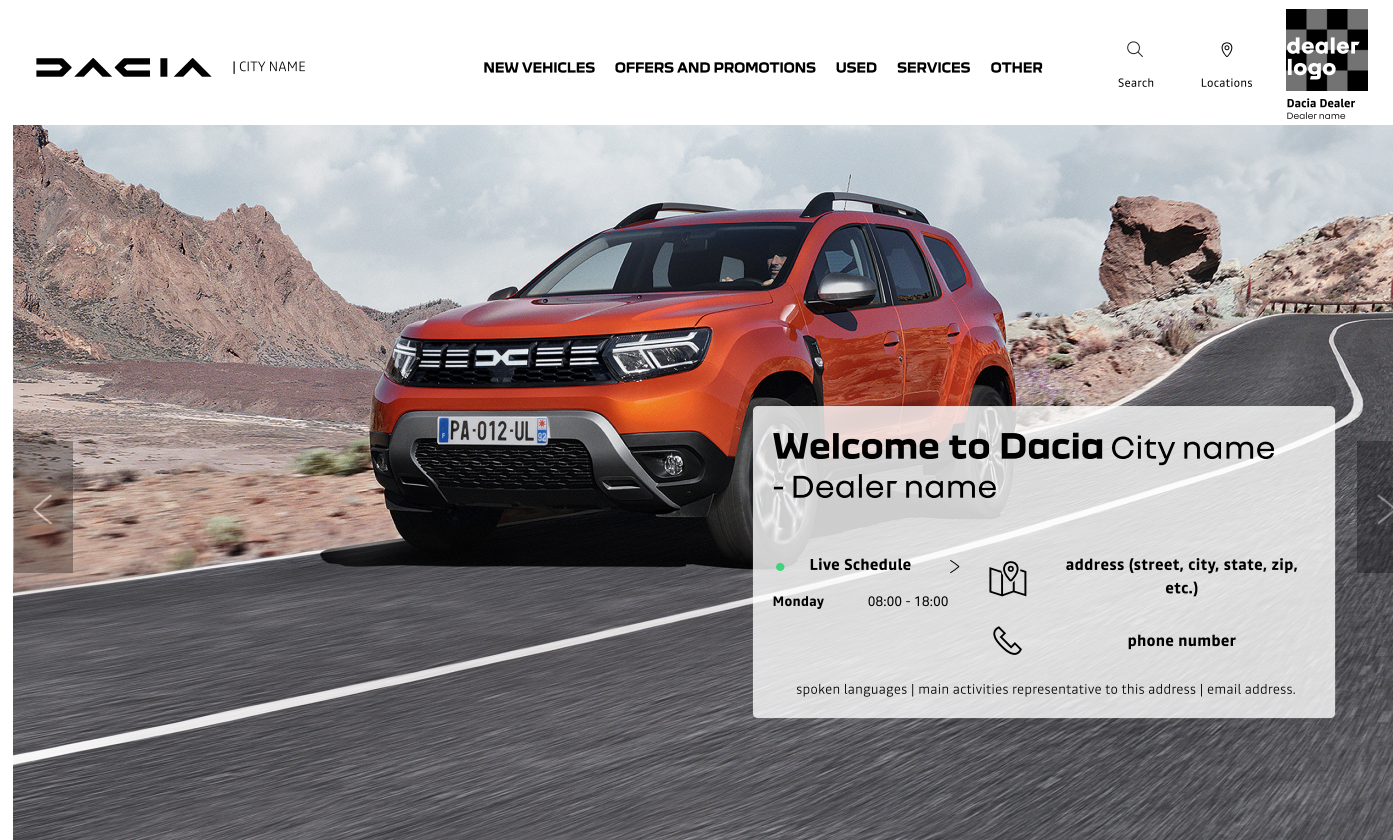 DACIA
| CITY NAME
NEW VEHICLES OFFERS AND PROMOTIONS USED SERVICES OTHER
Search
Locations
dealer
logo
Dacia Dealer
Dealer name
PA-012-UL
F
92
Welcome to Dacia City name
- Dealer name
Live Schedule
Monday 08:00 - 18:00
address (street, city, state, zip,
etc.)
phone number
spoken languages | main activities representative to this address | email address.